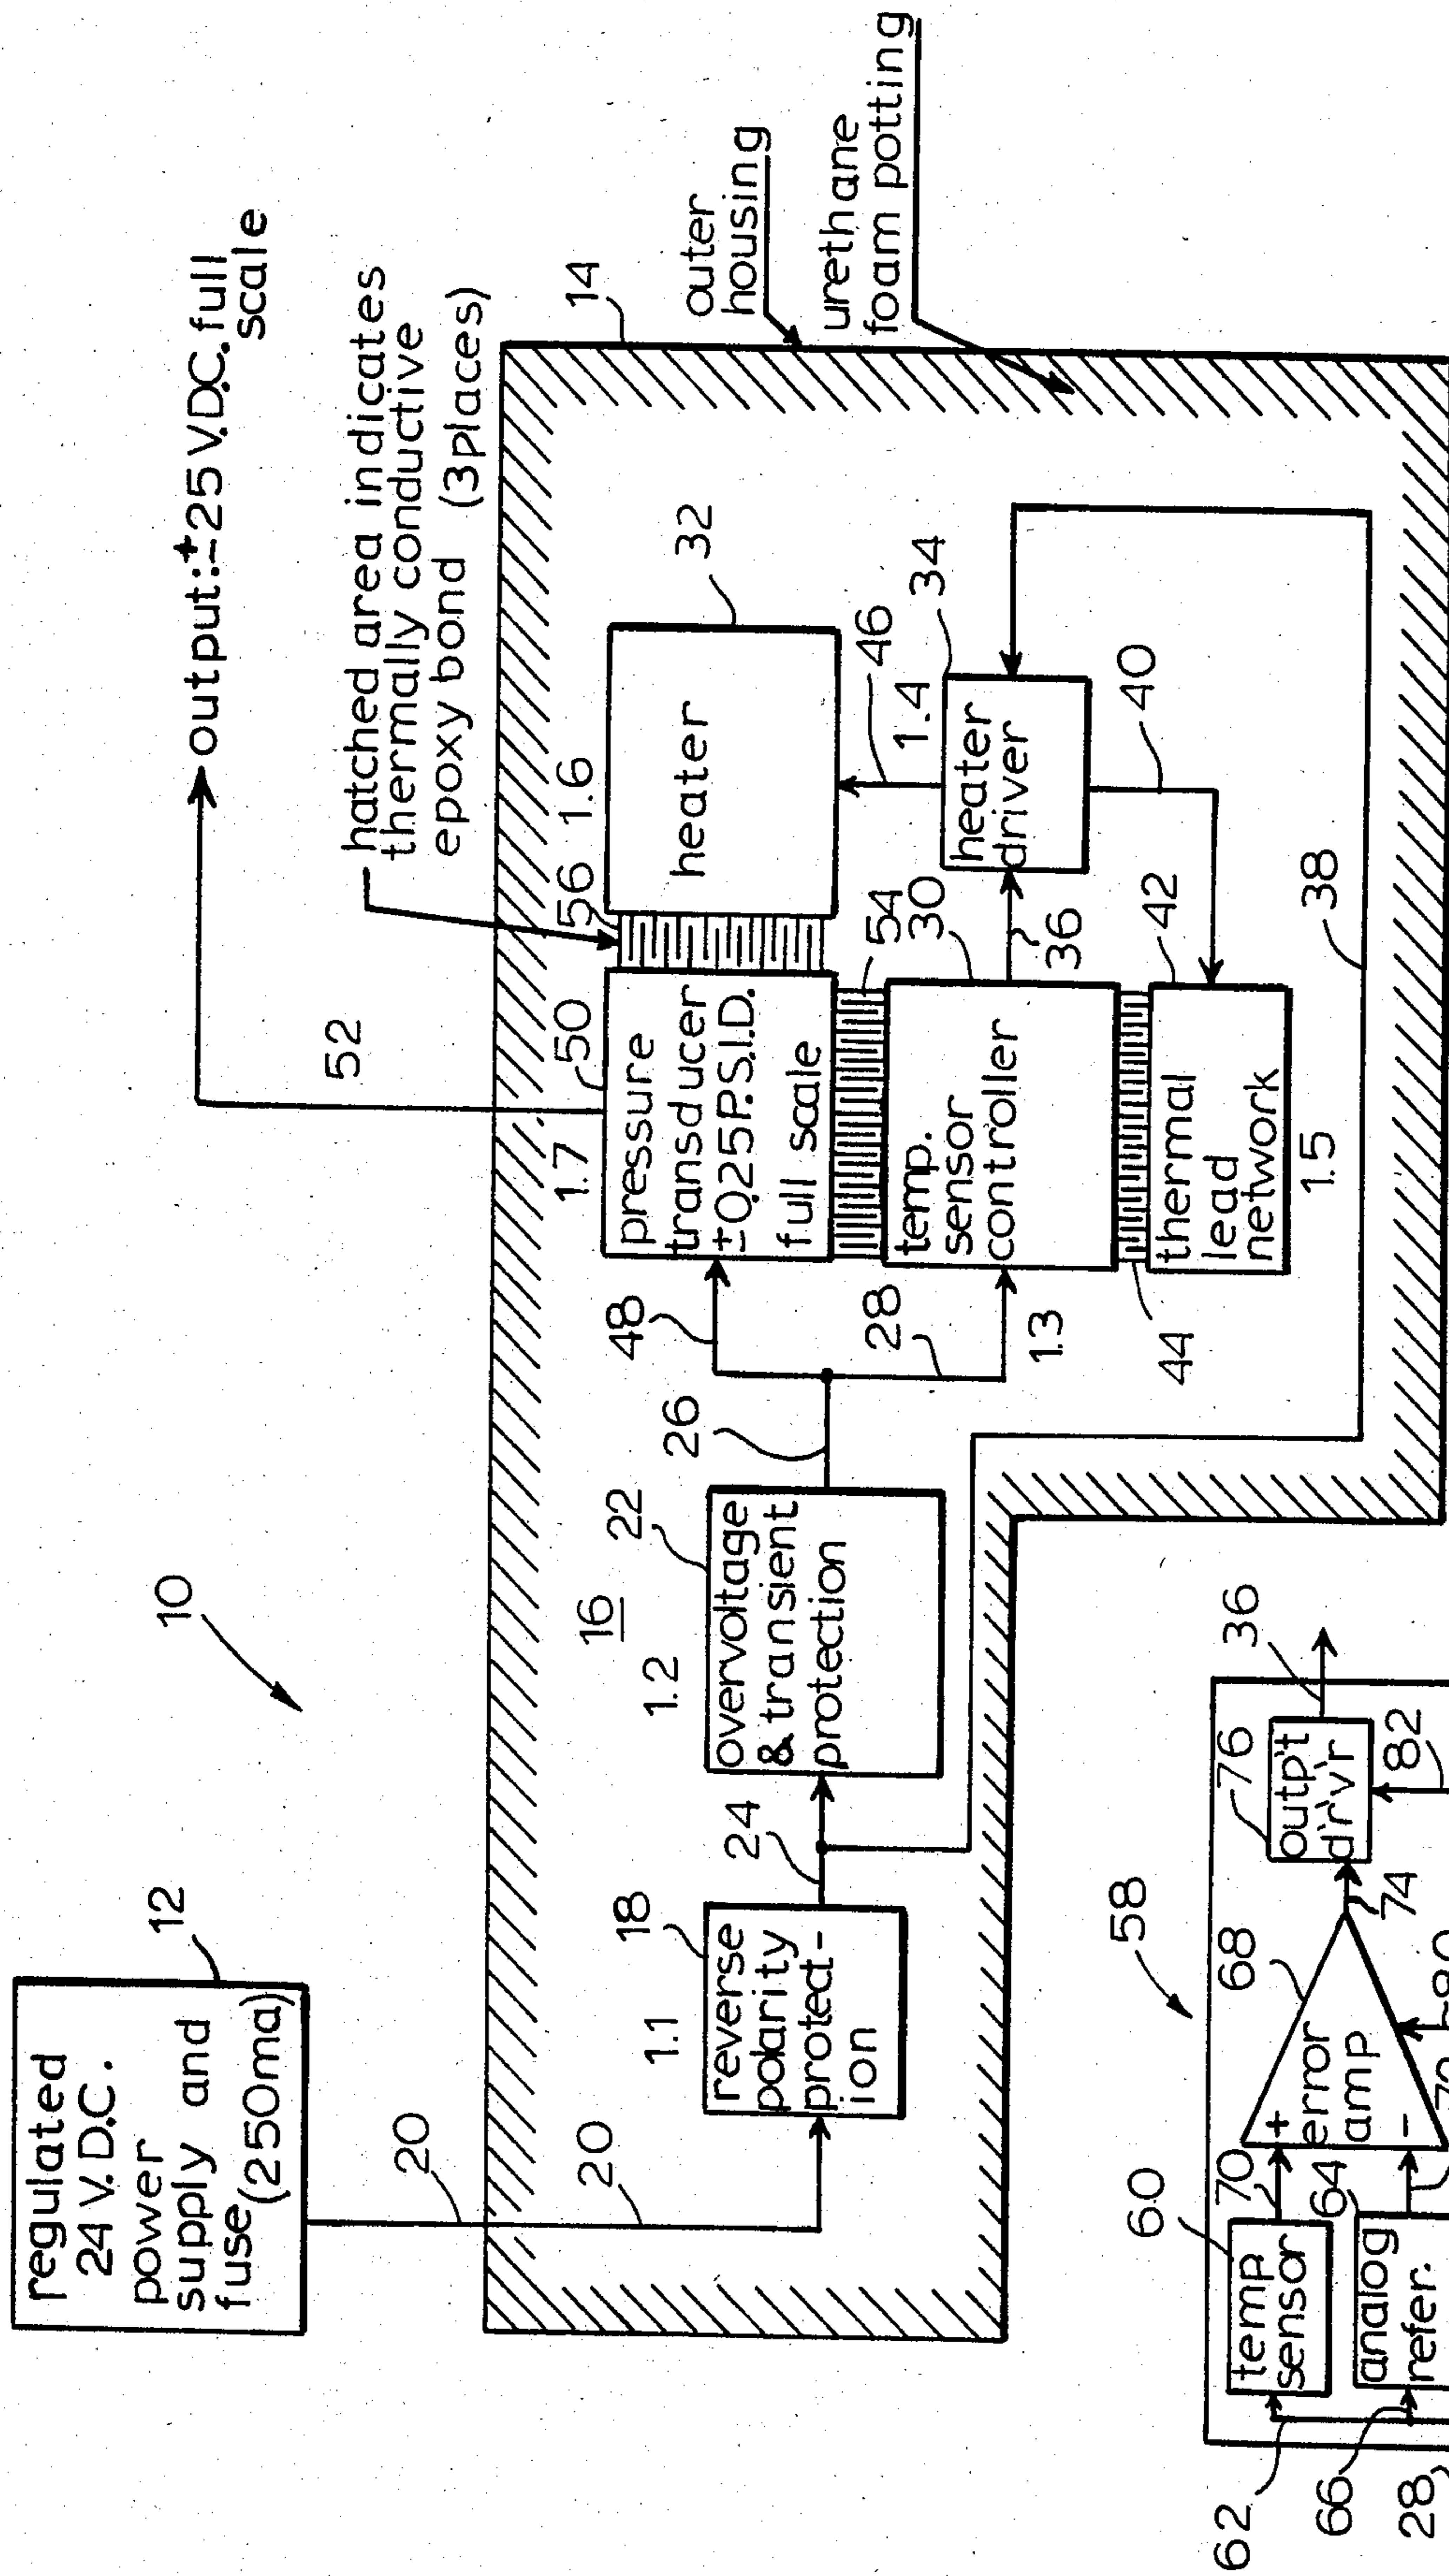 10
regulated
24 V.D.C.
power
supply and
fuse (250ma)
12
20
20
output: ±25 V.D.C. full
scale
52
hatched area indicates
thermally conductive
epoxy bond (3places)
14
outer
housing
urethane
foam potting
1.1
18
reverse
polarity
protect-
ion
24
16
1.2
22
overvoltage
& transient
protection
26
48
28
1.7
50
pressure
transducer
±0.25 P.S.I.D.
full scale
56
1.6
heater
32
54
30
temp.
sensor
controller
1.3
36
46
1.4
34
heater
driver
40
44
42
thermal
lead
network
1.5
38
58
60
temp
sensor
62
64
analog
refer.
66
28
70
68
+
error
amp
-
74
76
outp't
d'r'v'r
36
82